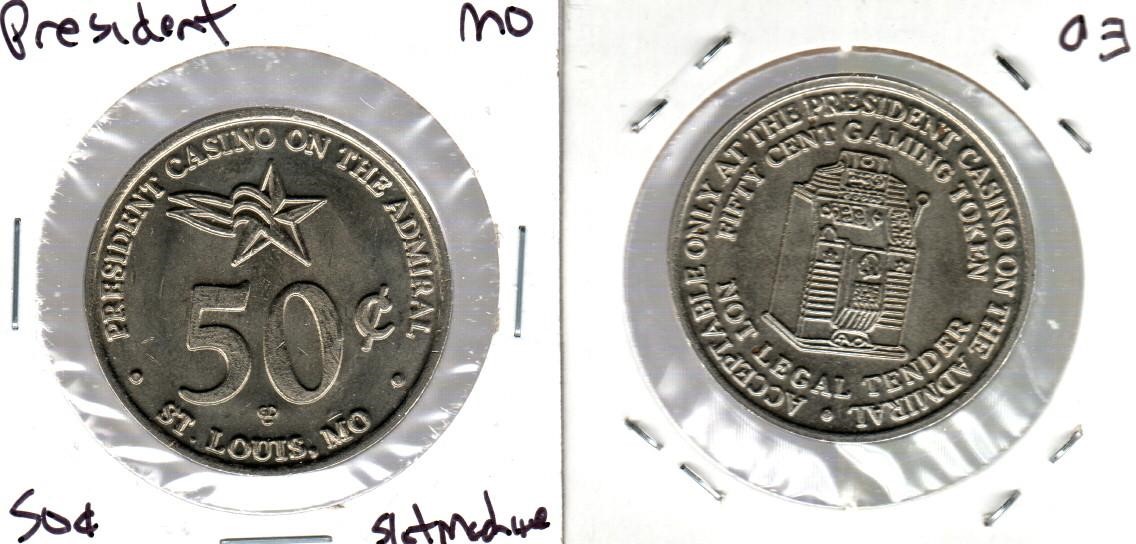 President MO
PRESIDENT CASINO ON THE ADMIRAL
50¢
ST. LOUIS, MO
50¢ Slot Machine
03
ACCEPTABLE ONLY AT THE PRESIDENT CASINO ON THE ADMIRAL
FIFTY CENT GAMING TOKEN
NOT LEGAL TENDER